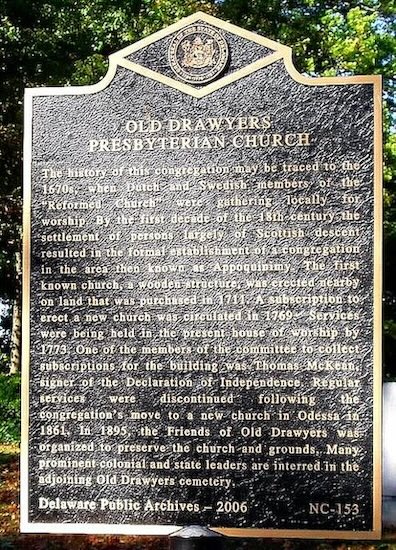 OLD DRAWYERS
PRESBYTERIAN CHURCH
The history of this congregation may be traced to the
1670s, when Dutch and Swedish members of the
"Reformed Church" were gathering locally for
worship. By the first decade of the 18th century the
settlement of persons largely of Scottish descent
resulted in the formal establishment of a congregation
in the area then known as Appoquinimy. The first
known church, a wooden structure, was erected nearby
on land that was purchased in 1711. A subscription to
erect a new church was circulated in 1769. Services
were being held in the present house of worship by
1773. One of the members of the committee to collect
subscriptions for the building was Thomas McKean,
signer of the Declaration of Independence. Regular
services were discontinued following the
congregation's move to a new church in Odessa in
1861. In 1895, the Friends of Old Drawyers was
organized to preserve the church and grounds. Many
prominent colonial and state leaders are interred in the
adjoining Old Drawyers cemetery.
Delaware Public Archives – 2006 NC-153